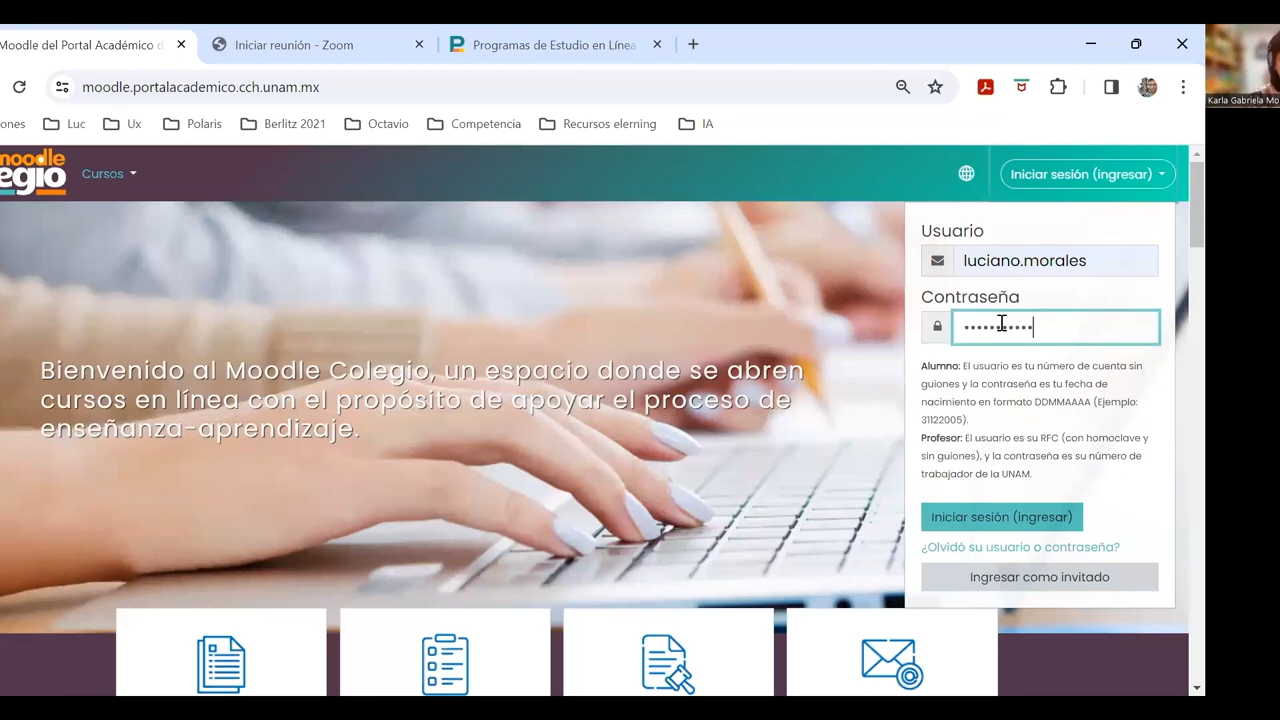 Moodle del Portal Académico d
Iniciar reunión - Zoom
Programas de Estudio en Línea
moodle.portalacademico.cch.unam.mx
ones
Luc
Ux
Polaris
Berlitz 2021
Octavio
Competencia
Recursos elerning
IA
Karla Gabriela Mo
moodle
egio
Cursos
Iniciar sesión (ingresar)
Usuario
luciano.morales
Contraseña
Alumno: El usuario es tu número de cuenta sin
guiones y la contraseña es tu fecha de
nacimiento en formato DDMMAAAA (Ejemplo:
31122005).
Profesor: El usuario es su RFC (con homoclave y
sin guiones), y la contraseña es su número de
trabajador de la UNAM.
Iniciar sesión (ingresar)
¿Olvidó su usuario o contraseña?
Ingresar como invitado
Bienvenido al Moodle Colegio, un espacio donde se abren
cursos en línea con el propósito de apoyar el proceso de
enseñanza-aprendizaje.